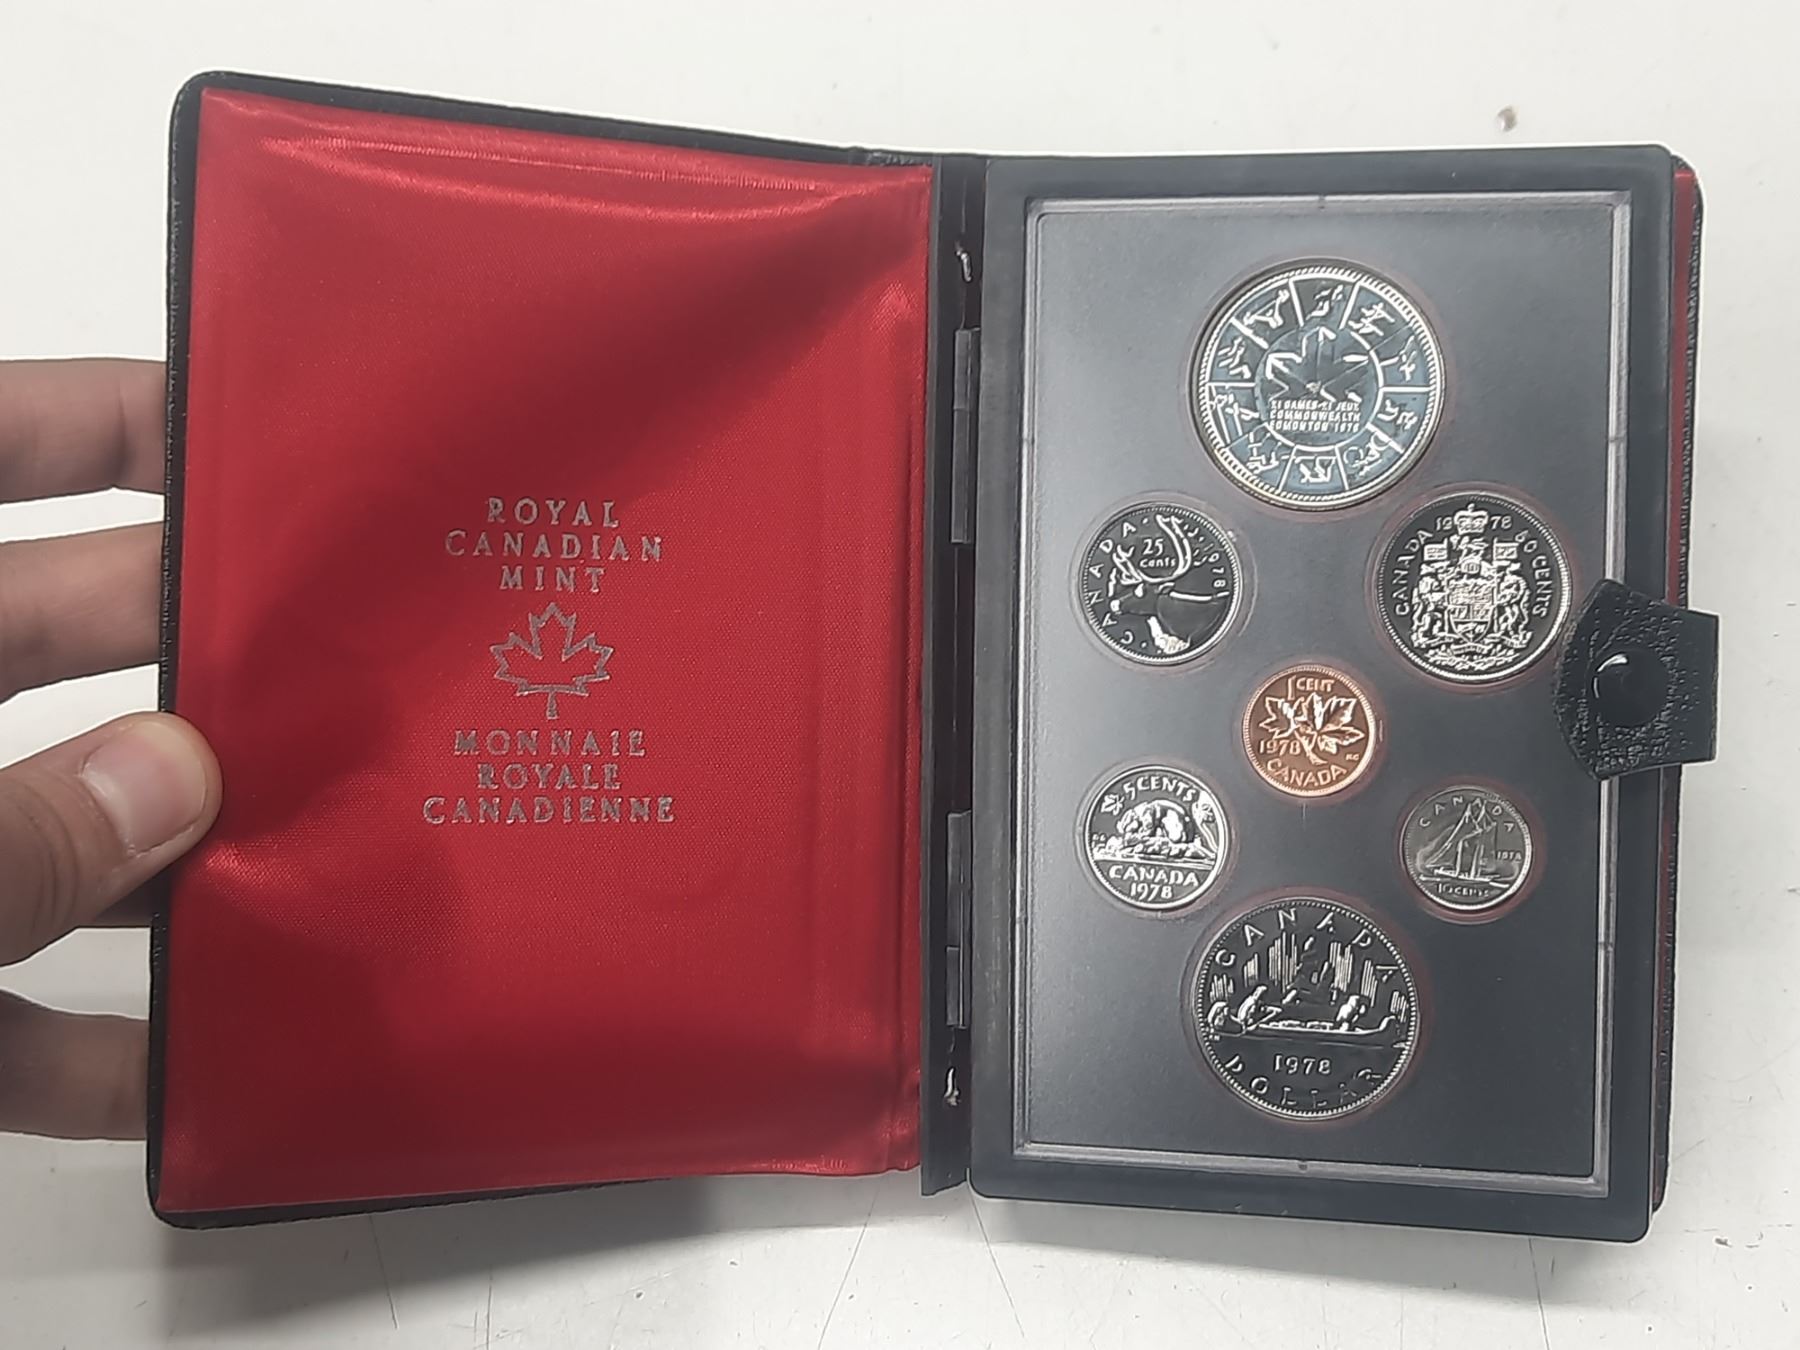 ROYAL
CANADIAN
MINT
MONNAIE
ROYALE
CANADIENNE
XI GAMES XI JEUX
COMMONWEALTH
EDMONTON 1978
CANADA
25
cents
1978
1978
CANADA
50 CENTS
1 CENT
1978
CANADA
5 CENTS
CANADA
1978
CANADA
1978
10 CENTS
CANADA
1978
DOLLAR